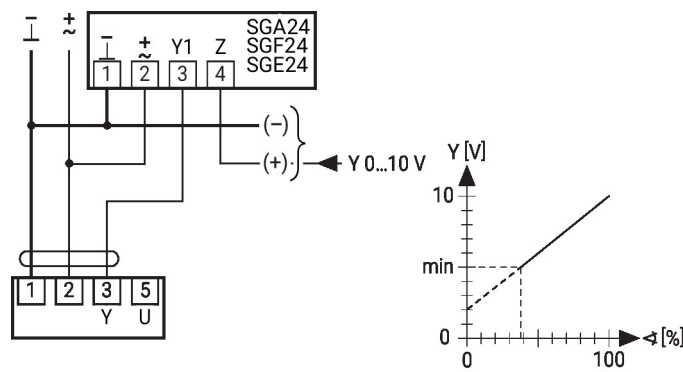 SGA24
SGF24
SGE24
− + ~
− + ~ Y1 Z
1 2 3 4
(−)
(+) Y 0...10 V
1 2 3 5
Y U
Y [V]
10
min
0
0 100 ∢ [%]